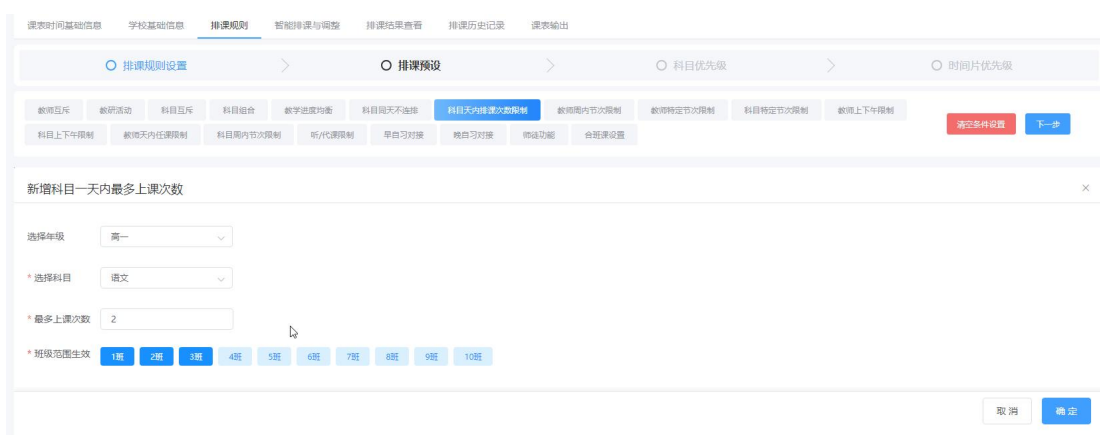 课表时间基础信息 学校基础信息 排课规则 智能排课与调整 排课结果查看 排课历史记录 课表输出
排课规则设置 排课预设 科目优先级 时间片优先级
教师互斥 教研活动 科目互斥 科目组合 教学进度均衡 科目同天不连排 科目天内排课次数限制 教师周内节次限制 教师特定节次限制 科目特定节次限制 教师上下午限制
科目上下午限制 教师天内任课限制 科目周内节次限制 听/代课限制 早自习对接 晚自习对接 师徒功能 合班课设置
清空条件设置 下一步
新增科目一天内最多上课次数 ×
选择年级 高一
* 选择科目 语文
* 最多上课次数 2
* 班级范围生效 1班 2班 3班 4班 5班 6班 7班 8班 9班 10班
取消 确定